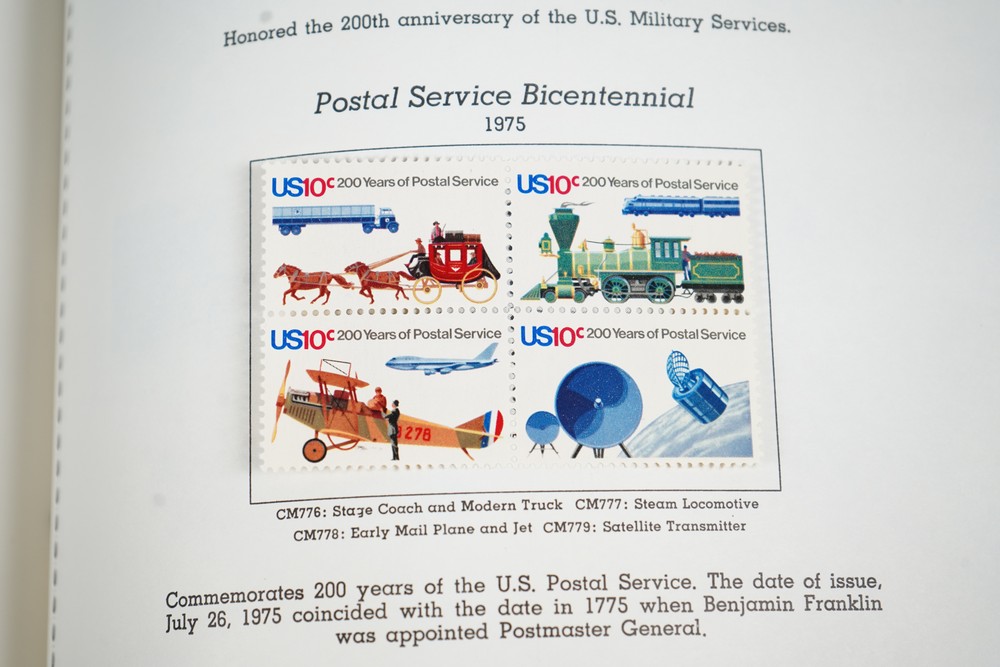 Honored the 200th anniversary of the U.S. Military Services.
Postal Service Bicentennial
1975
US10c 200 Years of Postal Service
US10c 200 Years of Postal Service
US10c 200 Years of Postal Service
1278
US10c 200 Years of Postal Service
CM776: Stage Coach and Modern Truck CM777: Steam Locomotive
CM778: Early Mail Plane and Jet CM779: Satellite Transmitter
Commemorates 200 years of the U.S. Postal Service. The date of issue,
July 26, 1975 coincided with the date in 1775 when Benjamin Franklin
was appointed Postmaster General.